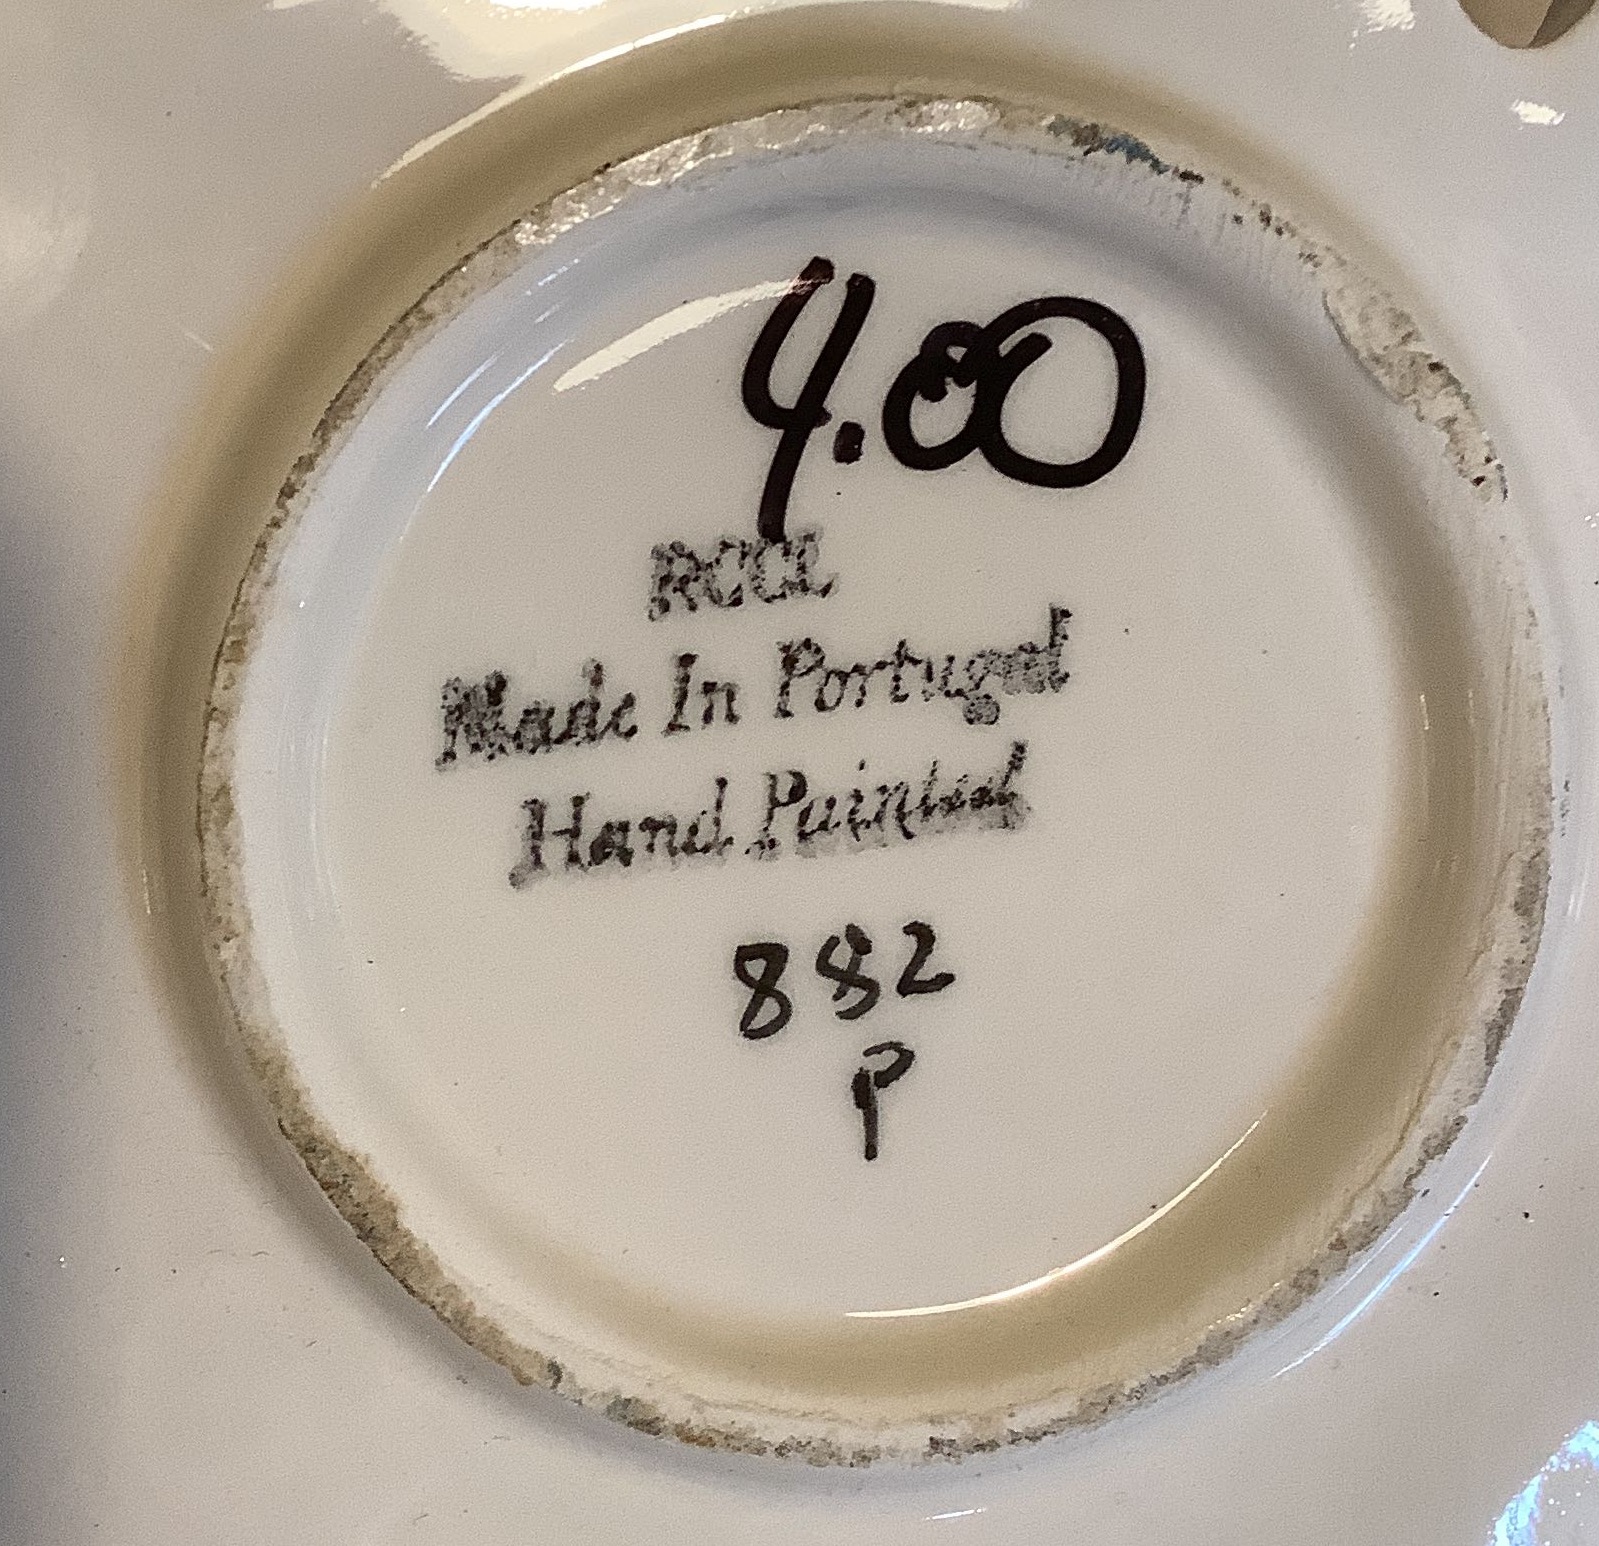 4.00
RCCL
Made In Portugal
Hand Painted
882
P